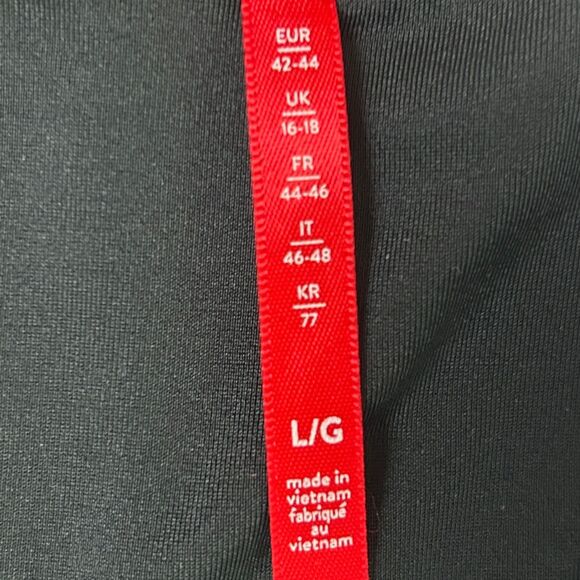 EUR
42-44
UK
16-18
FR
44-46
IT
46-48
KR
77
L/G
made in
vietnam
fabriqué
au
vietnam